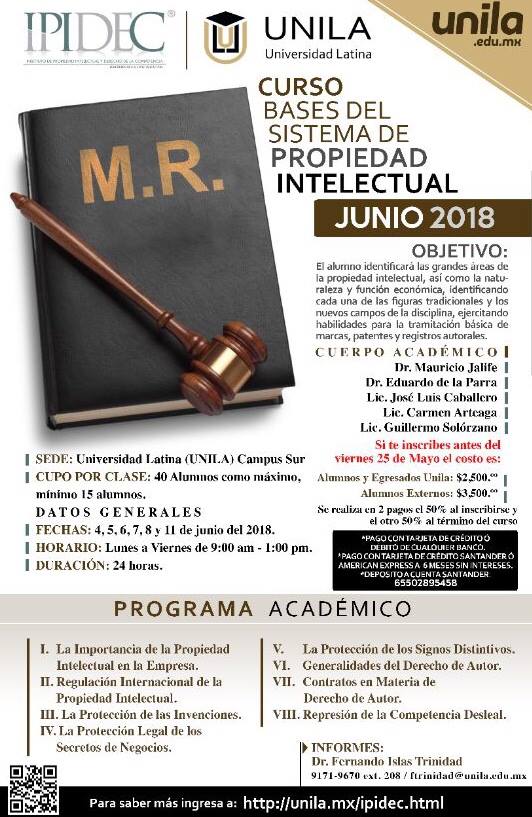 IPIDEC®
INSTITUTO DE PROPIEDAD INTELECTUAL Y DERECHO DE LA COMPETENCIA
UNILA
Universidad Latina
unila
.edu.mx
CURSO
BASES DEL
SISTEMA DE
PROPIEDAD
INTELECTUAL
M.R.
JUNIO 2018
OBJETIVO:
El alumno identificará las grandes áreas de
la propiedad intelectual, así como la natu-
raleza y función económica, identificando
cada una de las figuras tradicionales y los
nuevos campos de la disciplina, ejercitando
habilidades para la tramitación básica de
marcas, patentes y registros autorales.
CUERPO ACADÉMICO
Dr. Mauricio Jalife
Dr. Eduardo de la Parra
Lic. José Luis Caballero
Lic. Carmen Arteaga
Lic. Guillermo Solórzano
Si te inscribes antes del
viernes 25 de Mayo el costo es:
Alumnos y Egresados Unila: $2,500.⁰⁰
Alumnos Externos: $3,500.⁰⁰
Se realiza en 2 pagos el 50% al inscribirse y
el otro 50% al término del curso
*PAGO CON TARJETA DE CRÉDITO Ó
DEBITO DE CUALQUIER BANCO.
*PAGO CON TARJETA DE CRÉDITO SANTANDER Ó
AMERICAN EXPRESS A 6 MESES SIN INTERESES.
*DEPOSITO A CUENTA SANTANDER
65502895458
SEDE: Universidad Latina (UNILA) Campus Sur
CUPO POR CLASE: 40 Alumnos como máximo,
mínimo 15 alumnos.
DATOS GENERALES
FECHAS: 4, 5, 6, 7, 8 y 11 de junio del 2018.
HORARIO: Lunes a Viernes de 9:00 am - 1:00 pm.
DURACIÓN: 24 horas.
PROGRAMA ACADÉMICO
I. La Importancia de la Propiedad
Intelectual en la Empresa.
II. Regulación Internacional de la
Propiedad Intelectual.
III. La Protección de las Invenciones.
IV. La Protección Legal de los
Secretos de Negocios.
V. La Protección de los Signos Distintivos.
VI. Generalidades del Derecho de Autor.
VII. Contratos en Materia de
Derecho de Autor.
VIII. Represión de la Competencia Desleal.
INFORMES:
Dr. Fernando Islas Trinidad
9171-9670 ext. 208 / ftrinidad@unila.edu.mx
Para saber más ingresa a: http://unila.mx/ipidec.html